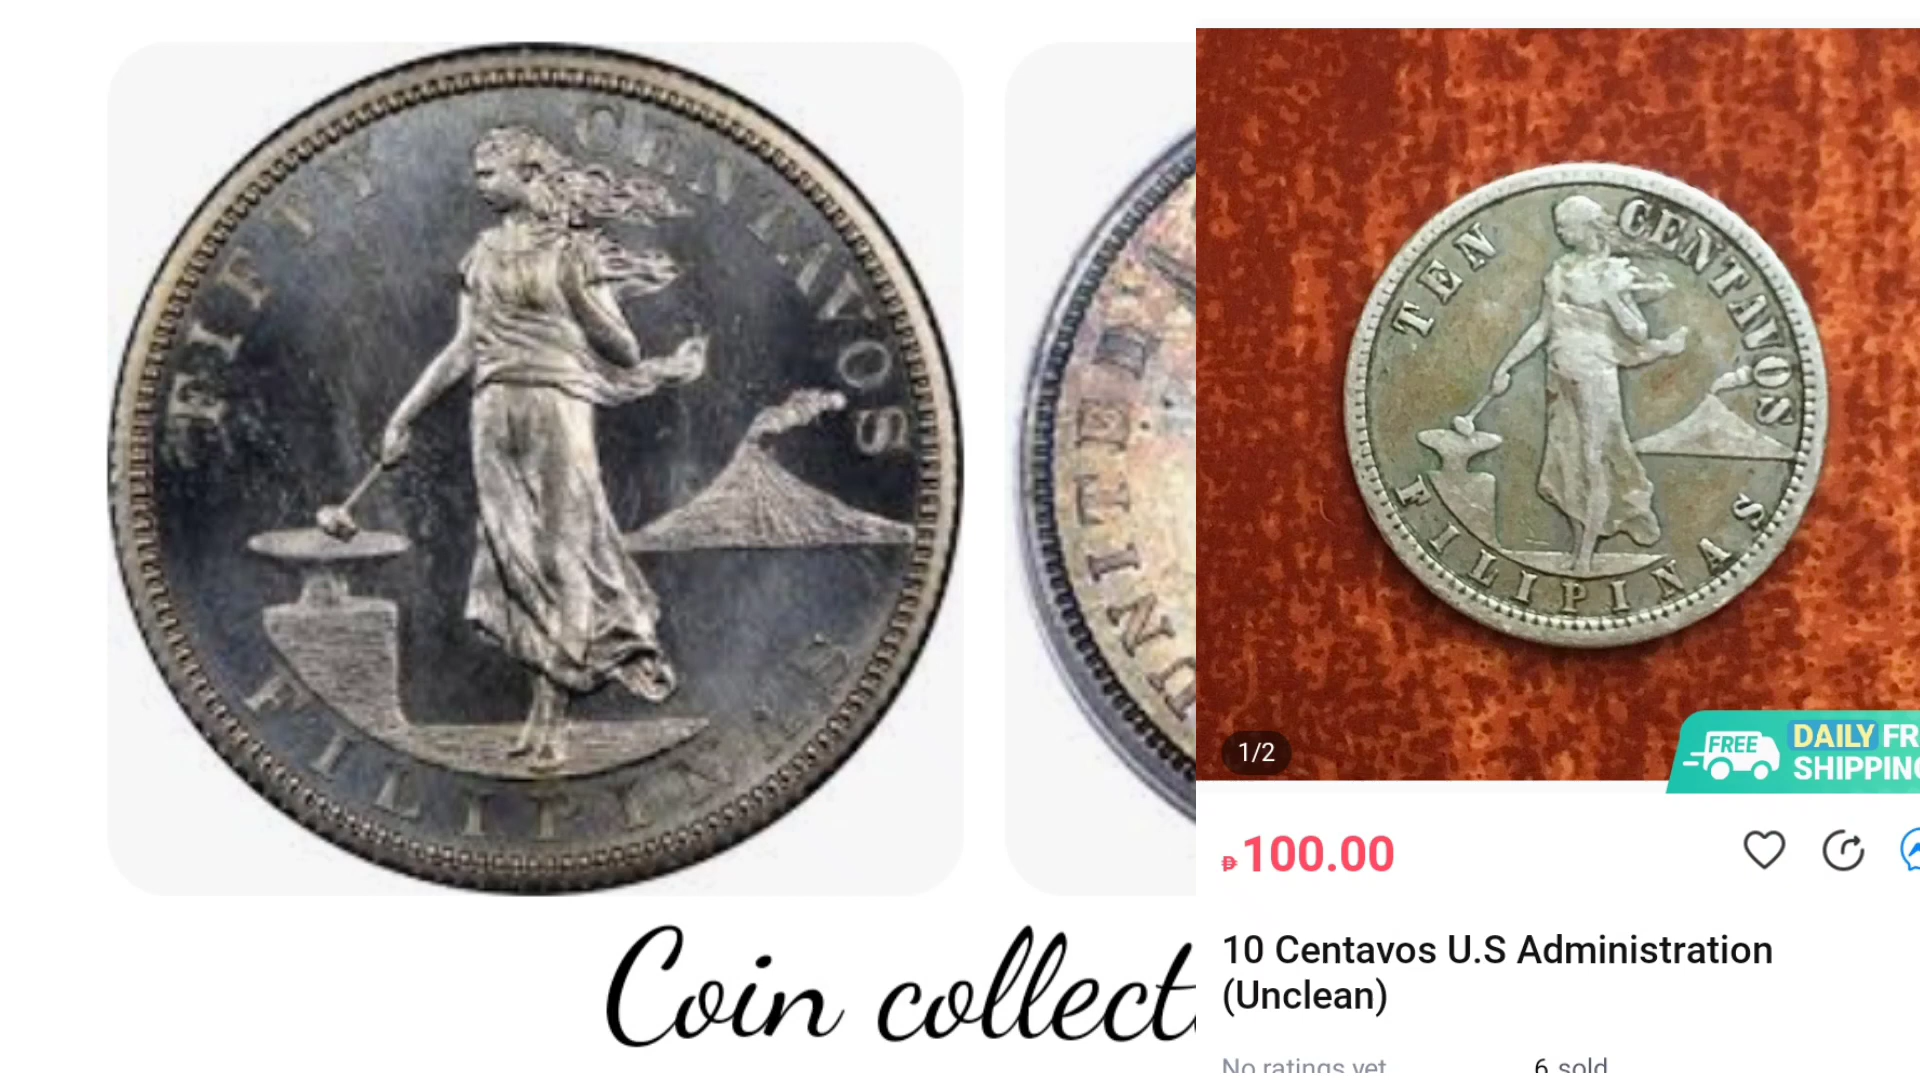 FIFTY CENTAVOS
FILIPINAS
UNITED
Coin collect
TEN CENTAVOS
FILIPINAS
1/2
FREE
DAILY FR
SHIPPING
₱100.00
10 Centavos U.S Administration
(Unclean)
No ratings yet
6 sold